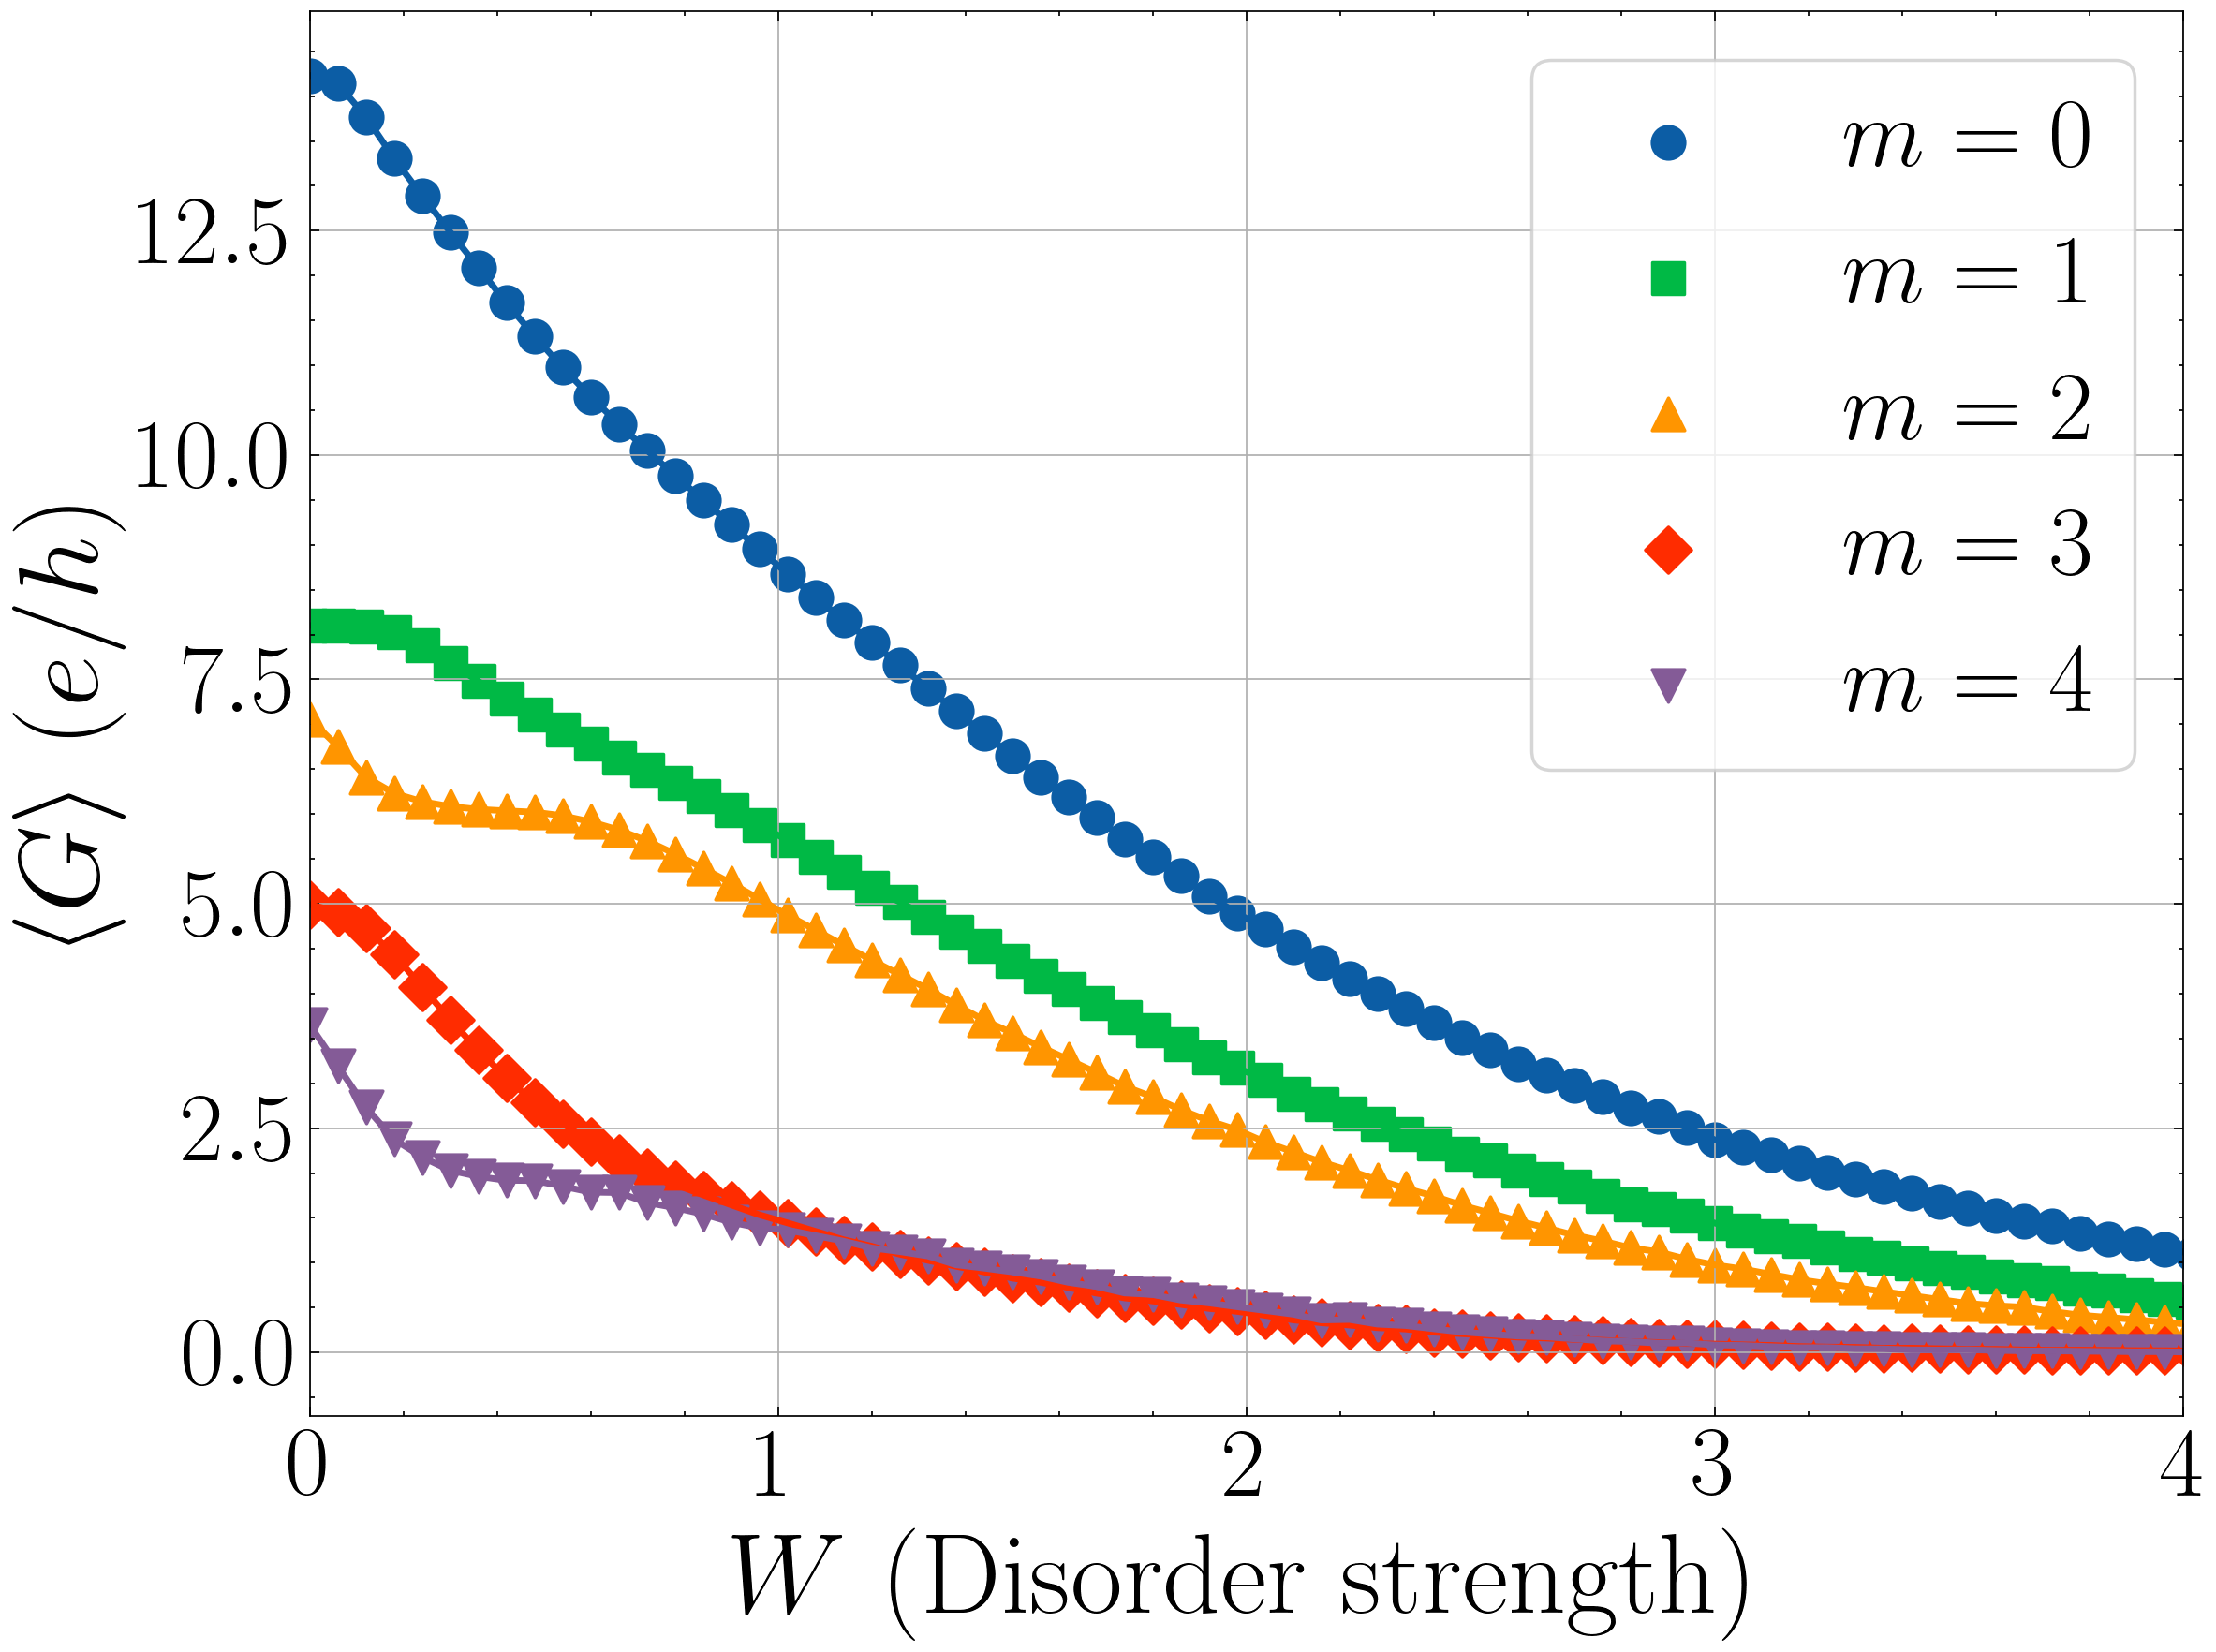 ⟨G⟩ (e/h)
12.5
10.0
7.5
5.0
2.5
0.0
0 1 2 3 4
W (Disorder strength)
m = 0
m = 1
m = 2
m = 3
m = 4